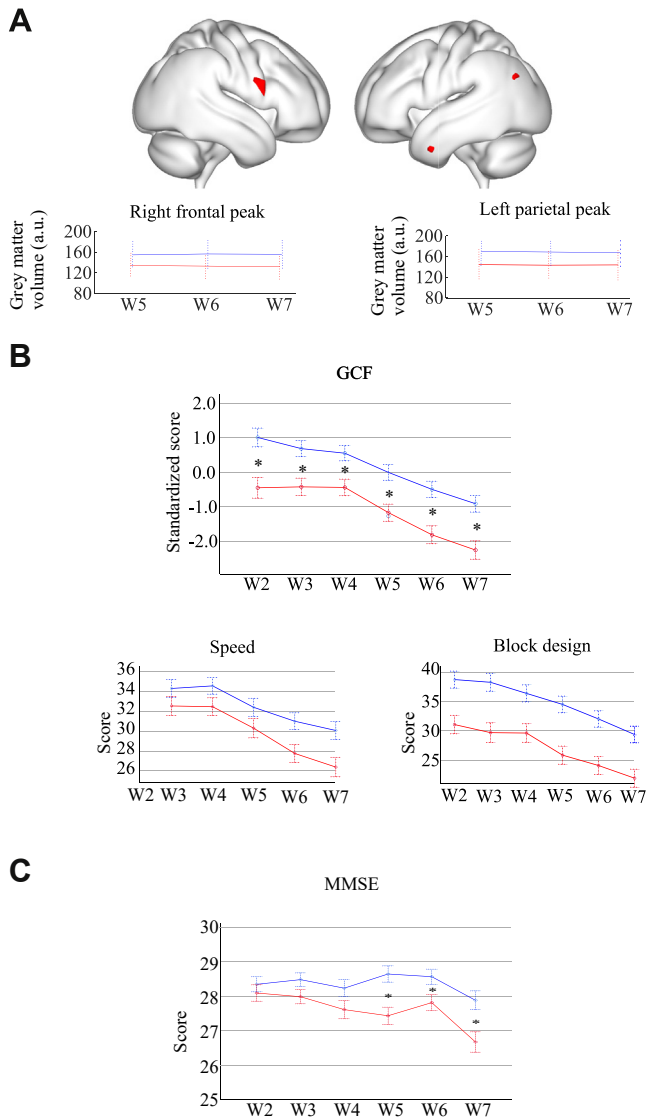 A
Right frontal peak
Left parietal peak
Grey matter
volume (a.u.)
200
160
120
80
W5 W6 W7
Grey matter
volume (a.u.)
200
160
120
80
W5 W6 W7
B
GCF
Standardized score
2.0
1.0
0.0
-1.0
-2.0
* * * * * *
W2 W3 W4 W5 W6 W7
Speed
Score
36
34
32
30
28
26
W2 W3 W4 W5 W6 W7
Block design
Score
40
35
30
25
W2 W3 W4 W5 W6 W7
C
MMSE
Score
30
29
28
27
26
25
* * *
W2 W3 W4 W5 W6 W7